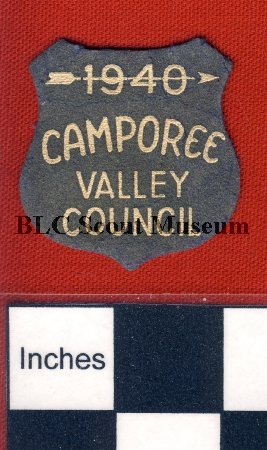 1940
CAMPOREE
VALLEY
COUNCIL
BLC Scout Museum
Inches